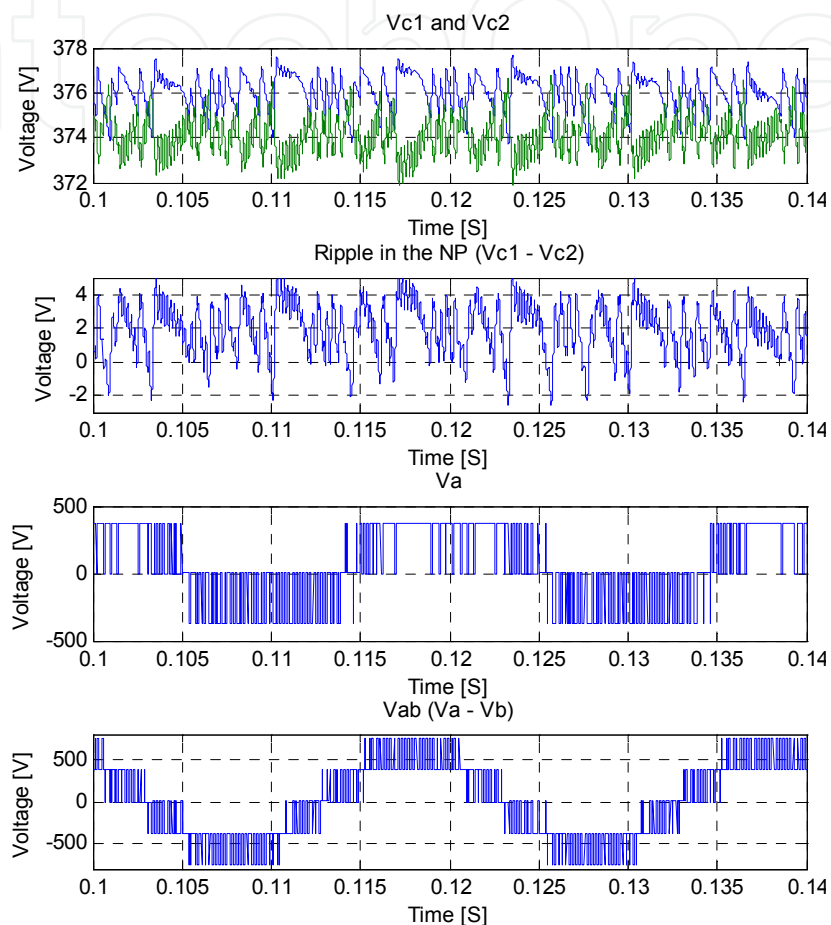 Vc1 and Vc2
378
376
374
372
Voltage [V]
0.1 0.105 0.11 0.115 0.12 0.125 0.13 0.135 0.14
Time [S]
Ripple in the NP (Vc1 - Vc2)
4
2
0
-2
Voltage [V]
0.1 0.105 0.11 0.115 0.12 0.125 0.13 0.135 0.14
Time [S]
Va
500
0
-500
Voltage [V]
0.1 0.105 0.11 0.115 0.12 0.125 0.13 0.135 0.14
Time [S]
Vab (Va - Vb)
500
0
-500
Voltage [V]
0.1 0.105 0.11 0.115 0.12 0.125 0.13 0.135 0.14
Time [S]